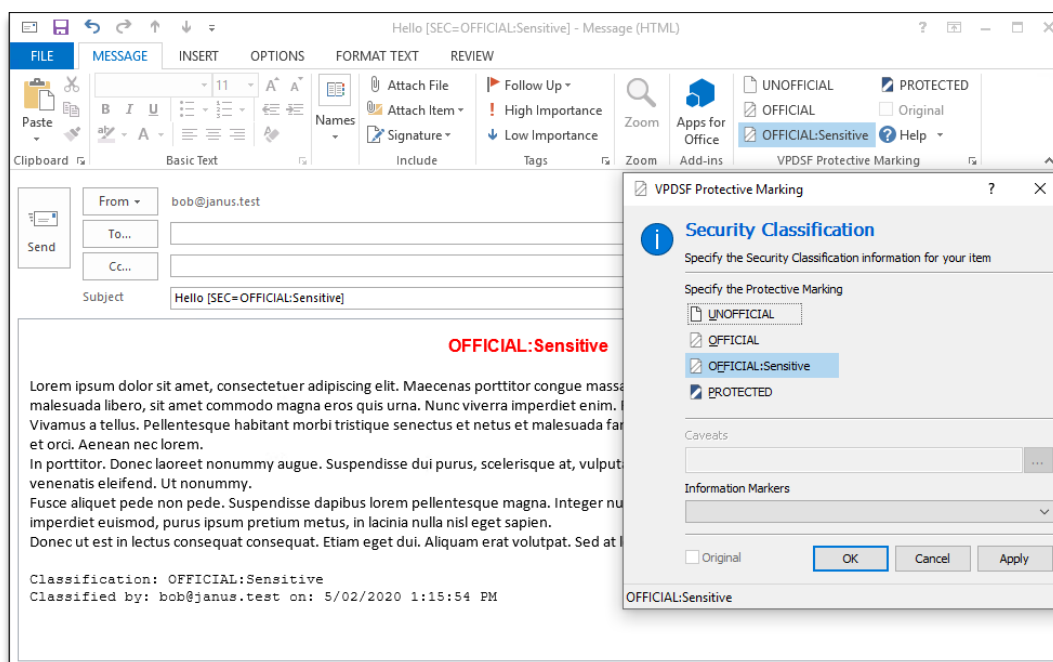 Hello [SEC=OFFICIAL:Sensitive] - Message (HTML)
FILE MESSAGE INSERT OPTIONS FORMAT TEXT REVIEW
Paste
Clipboard
11
B I U
Basic Text
Names
Attach File
Attach Item
Signature
Include
Follow Up
High Importance
Low Importance
Tags
Zoom
Zoom
Apps for
Office
Add-ins
UNOFFICIAL PROTECTED
OFFICIAL Original
OFFICIAL:Sensitive Help
VPDSF Protective Marking
Send
From bob@janus.test
To...
Cc...
Subject Hello [SEC=OFFICIAL:Sensitive]
OFFICIAL:Sensitive
Lorem ipsum dolor sit amet, consectetuer adipiscing elit. Maecenas porttitor congue massa
malesuada libero, sit amet commodo magna eros quis urna. Nunc viverra imperdiet enim.
Vivamus a tellus. Pellentesque habitant morbi tristique senectus et netus et malesuada
et orci. Aenean nec lorem.
In porttitor. Donec laoreet nonummy augue. Suspendisse dui purus, scelerisque at,
venenatis eleifend. Ut nonummy.
Fusce aliquet pede non pede. Suspendisse dapibus lorem pellentesque magna. Integer
imperdiet euismod, purus ipsum pretium metus, in lacinia nulla nisl eget sapien.
Donec ut est in lectus consequat consequat. Etiam eget dui. Aliquam erat volutpat. Sed at
Classification: OFFICIAL:Sensitive
Classified by: bob@janus.test on: 5/02/2020 1:15:54 PM
VPDSF Protective Marking
Security Classification
Specify the Security Classification information for your item
Specify the Protective Marking
UNOFFICIAL
OFFICIAL
OFFICIAL:Sensitive
PROTECTED
Caveats
...
Information Markers
Original OK Cancel Apply
OFFICIAL:Sensitive